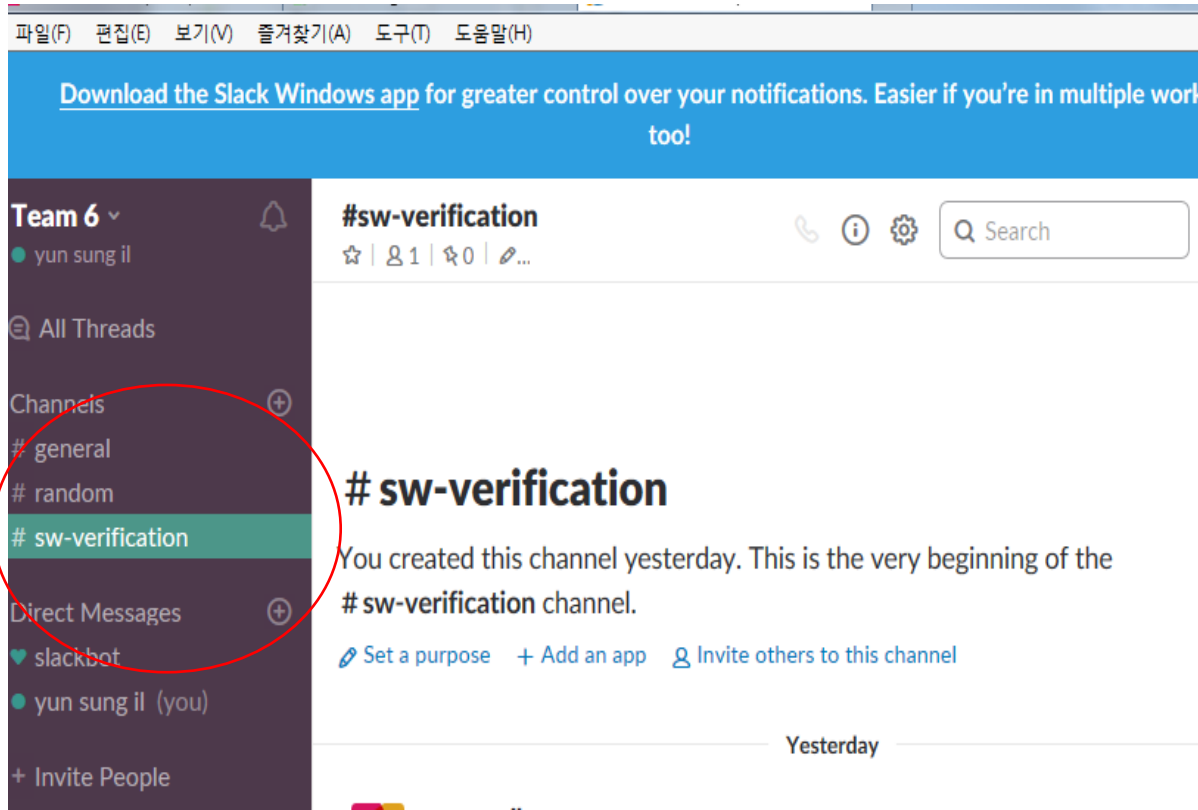 파일(F) 편집(E) 보기(V) 즐겨찾기(A) 도구(T) 도움말(H)
Download the Slack Windows app for greater control over your notifications. Easier if you're in multiple
too!
Team 6
yun sung il
All Threads
Channels
# general
# random
# sw-verification
Direct Messages
slackbot
yun sung il (you)
+ Invite People
#sw-verification
1 | 0 | ...
Search
# sw-verification
You created this channel yesterday. This is the very beginning of the
# sw-verification channel.
Set a purpose + Add an app Invite others to this channel
Yesterday